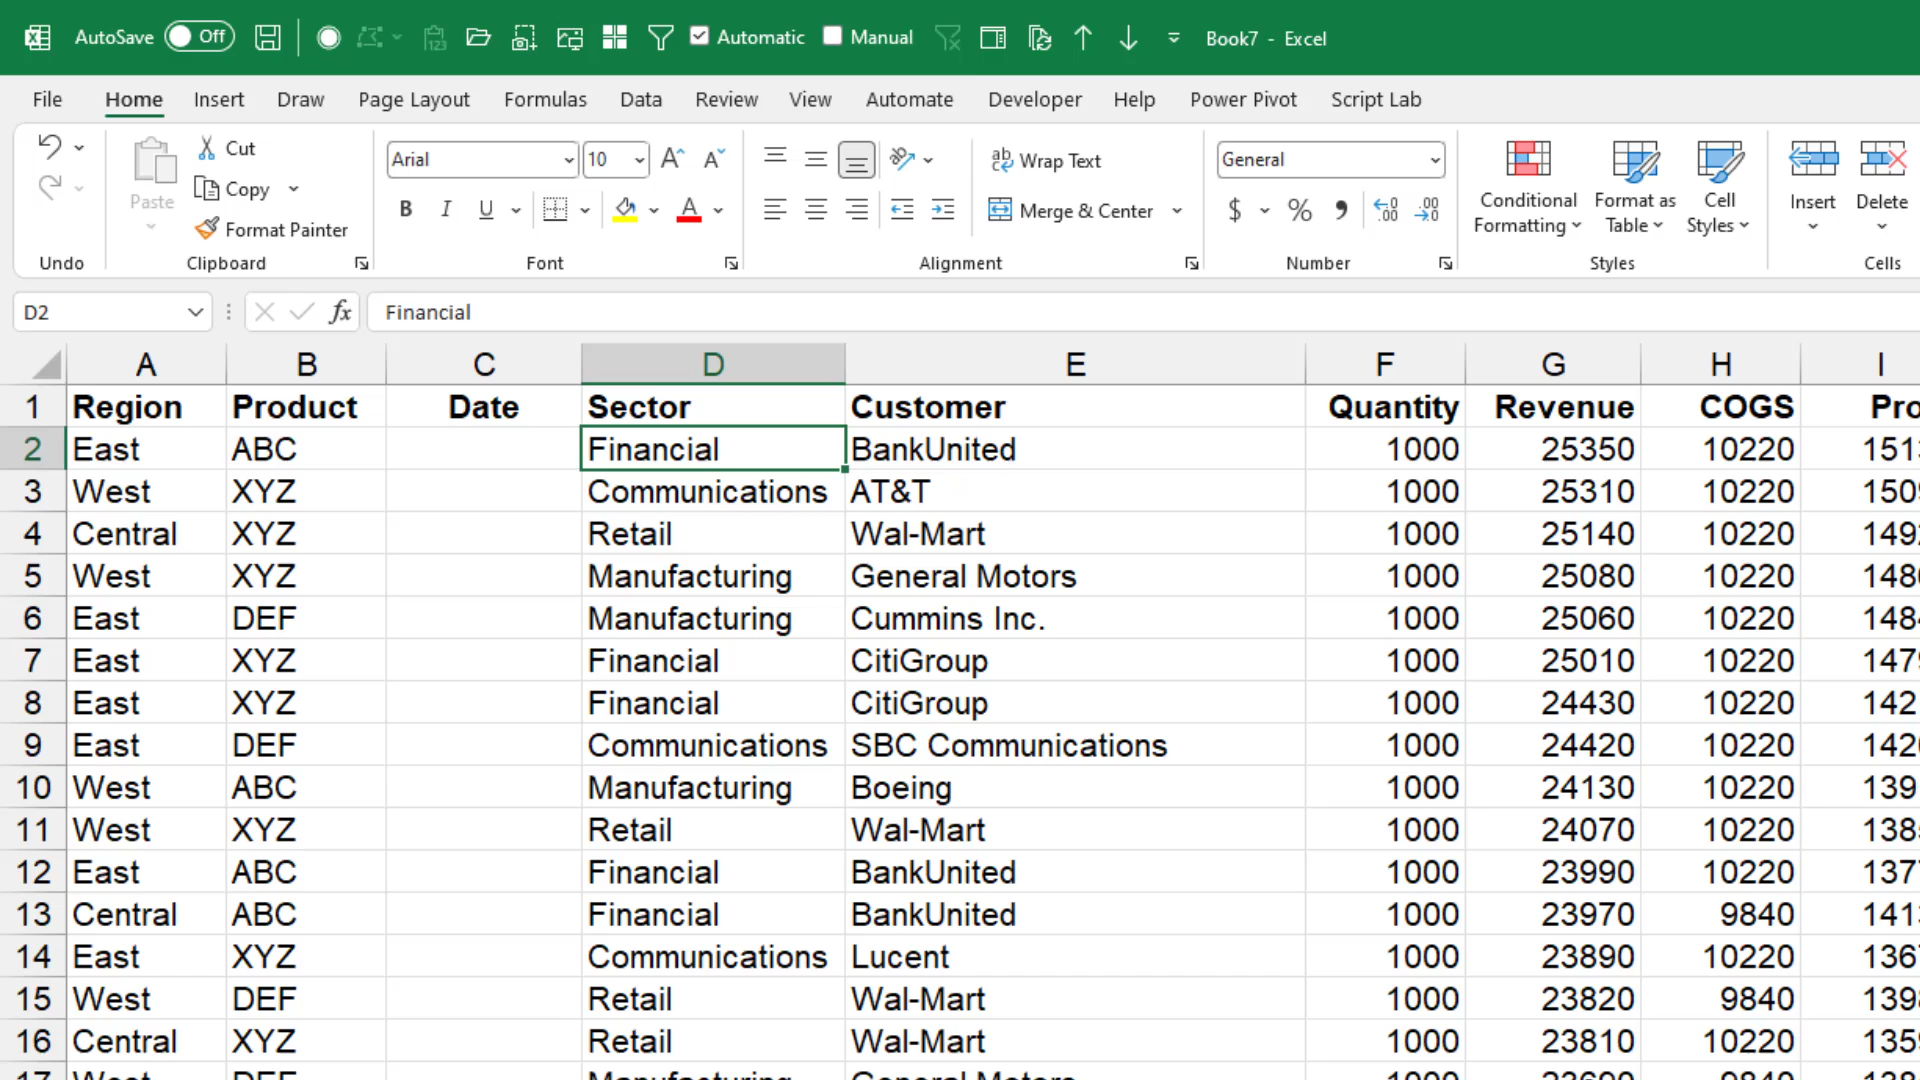 AutoSave Off Automatic Manual Book7 - Excel
File Home Insert Draw Page Layout Formulas Data Review View Automate Developer Help Power Pivot Script Lab
Paste Cut Copy Format Painter
Arial 10
B I U A
Wrap Text
Merge & Center
General
$ % 9
Conditional Formatting Format as Table Cell Styles Insert Delete
Undo Clipboard Font Alignment Number Styles Cells
D2 fx Financial
A B C D E F G H I
1 Region Product Date Sector Customer Quantity Revenue COGS Pro
2 East ABC Financial BankUnited 1000 25350 10220
3 West XYZ Communications AT&T 1000 25310 10220
4 Central XYZ Retail Wal-Mart 1000 25140 10220
5 West XYZ Manufacturing General Motors 1000 25080 10220
6 East DEF Manufacturing Cummins Inc. 1000 25060 10220
7 East XYZ Financial CitiGroup 1000 25010 10220
8 East XYZ Financial CitiGroup 1000 24430 10220
9 East DEF Communications SBC Communications 1000 24420 10220
10 West ABC Manufacturing Boeing 1000 24130 10220
11 West XYZ Retail Wal-Mart 1000 24070 10220
12 East ABC Financial BankUnited 1000 23990 10220
13 Central ABC Financial BankUnited 1000 23970 9840
14 East XYZ Communications Lucent 1000 23890 10220
15 West DEF Retail Wal-Mart 1000 23820 9840
16 Central XYZ Retail Wal-Mart 1000 23810 10220